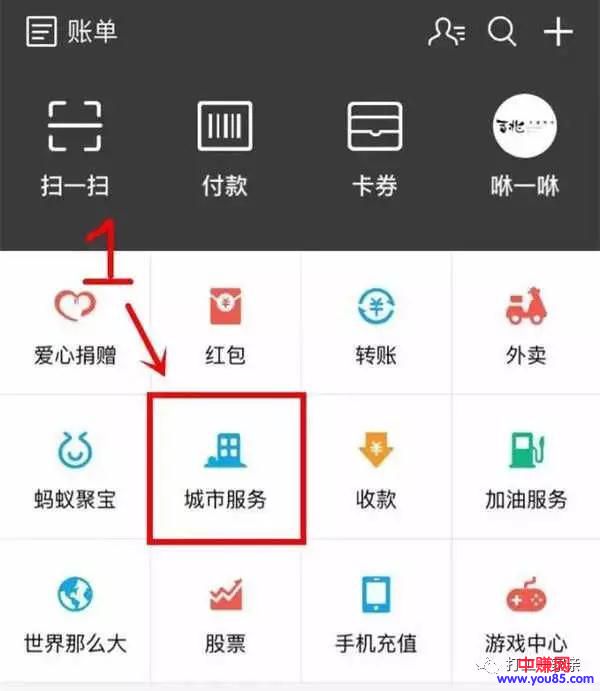 账单
扫一扫 付款 卡券 咻一咻
1
爱心捐赠 红包 转账 外卖
蚂蚁聚宝 城市服务 收款 加油服务
世界那么大 股票 手机充值 游戏中心
中赚网
www.you85.com